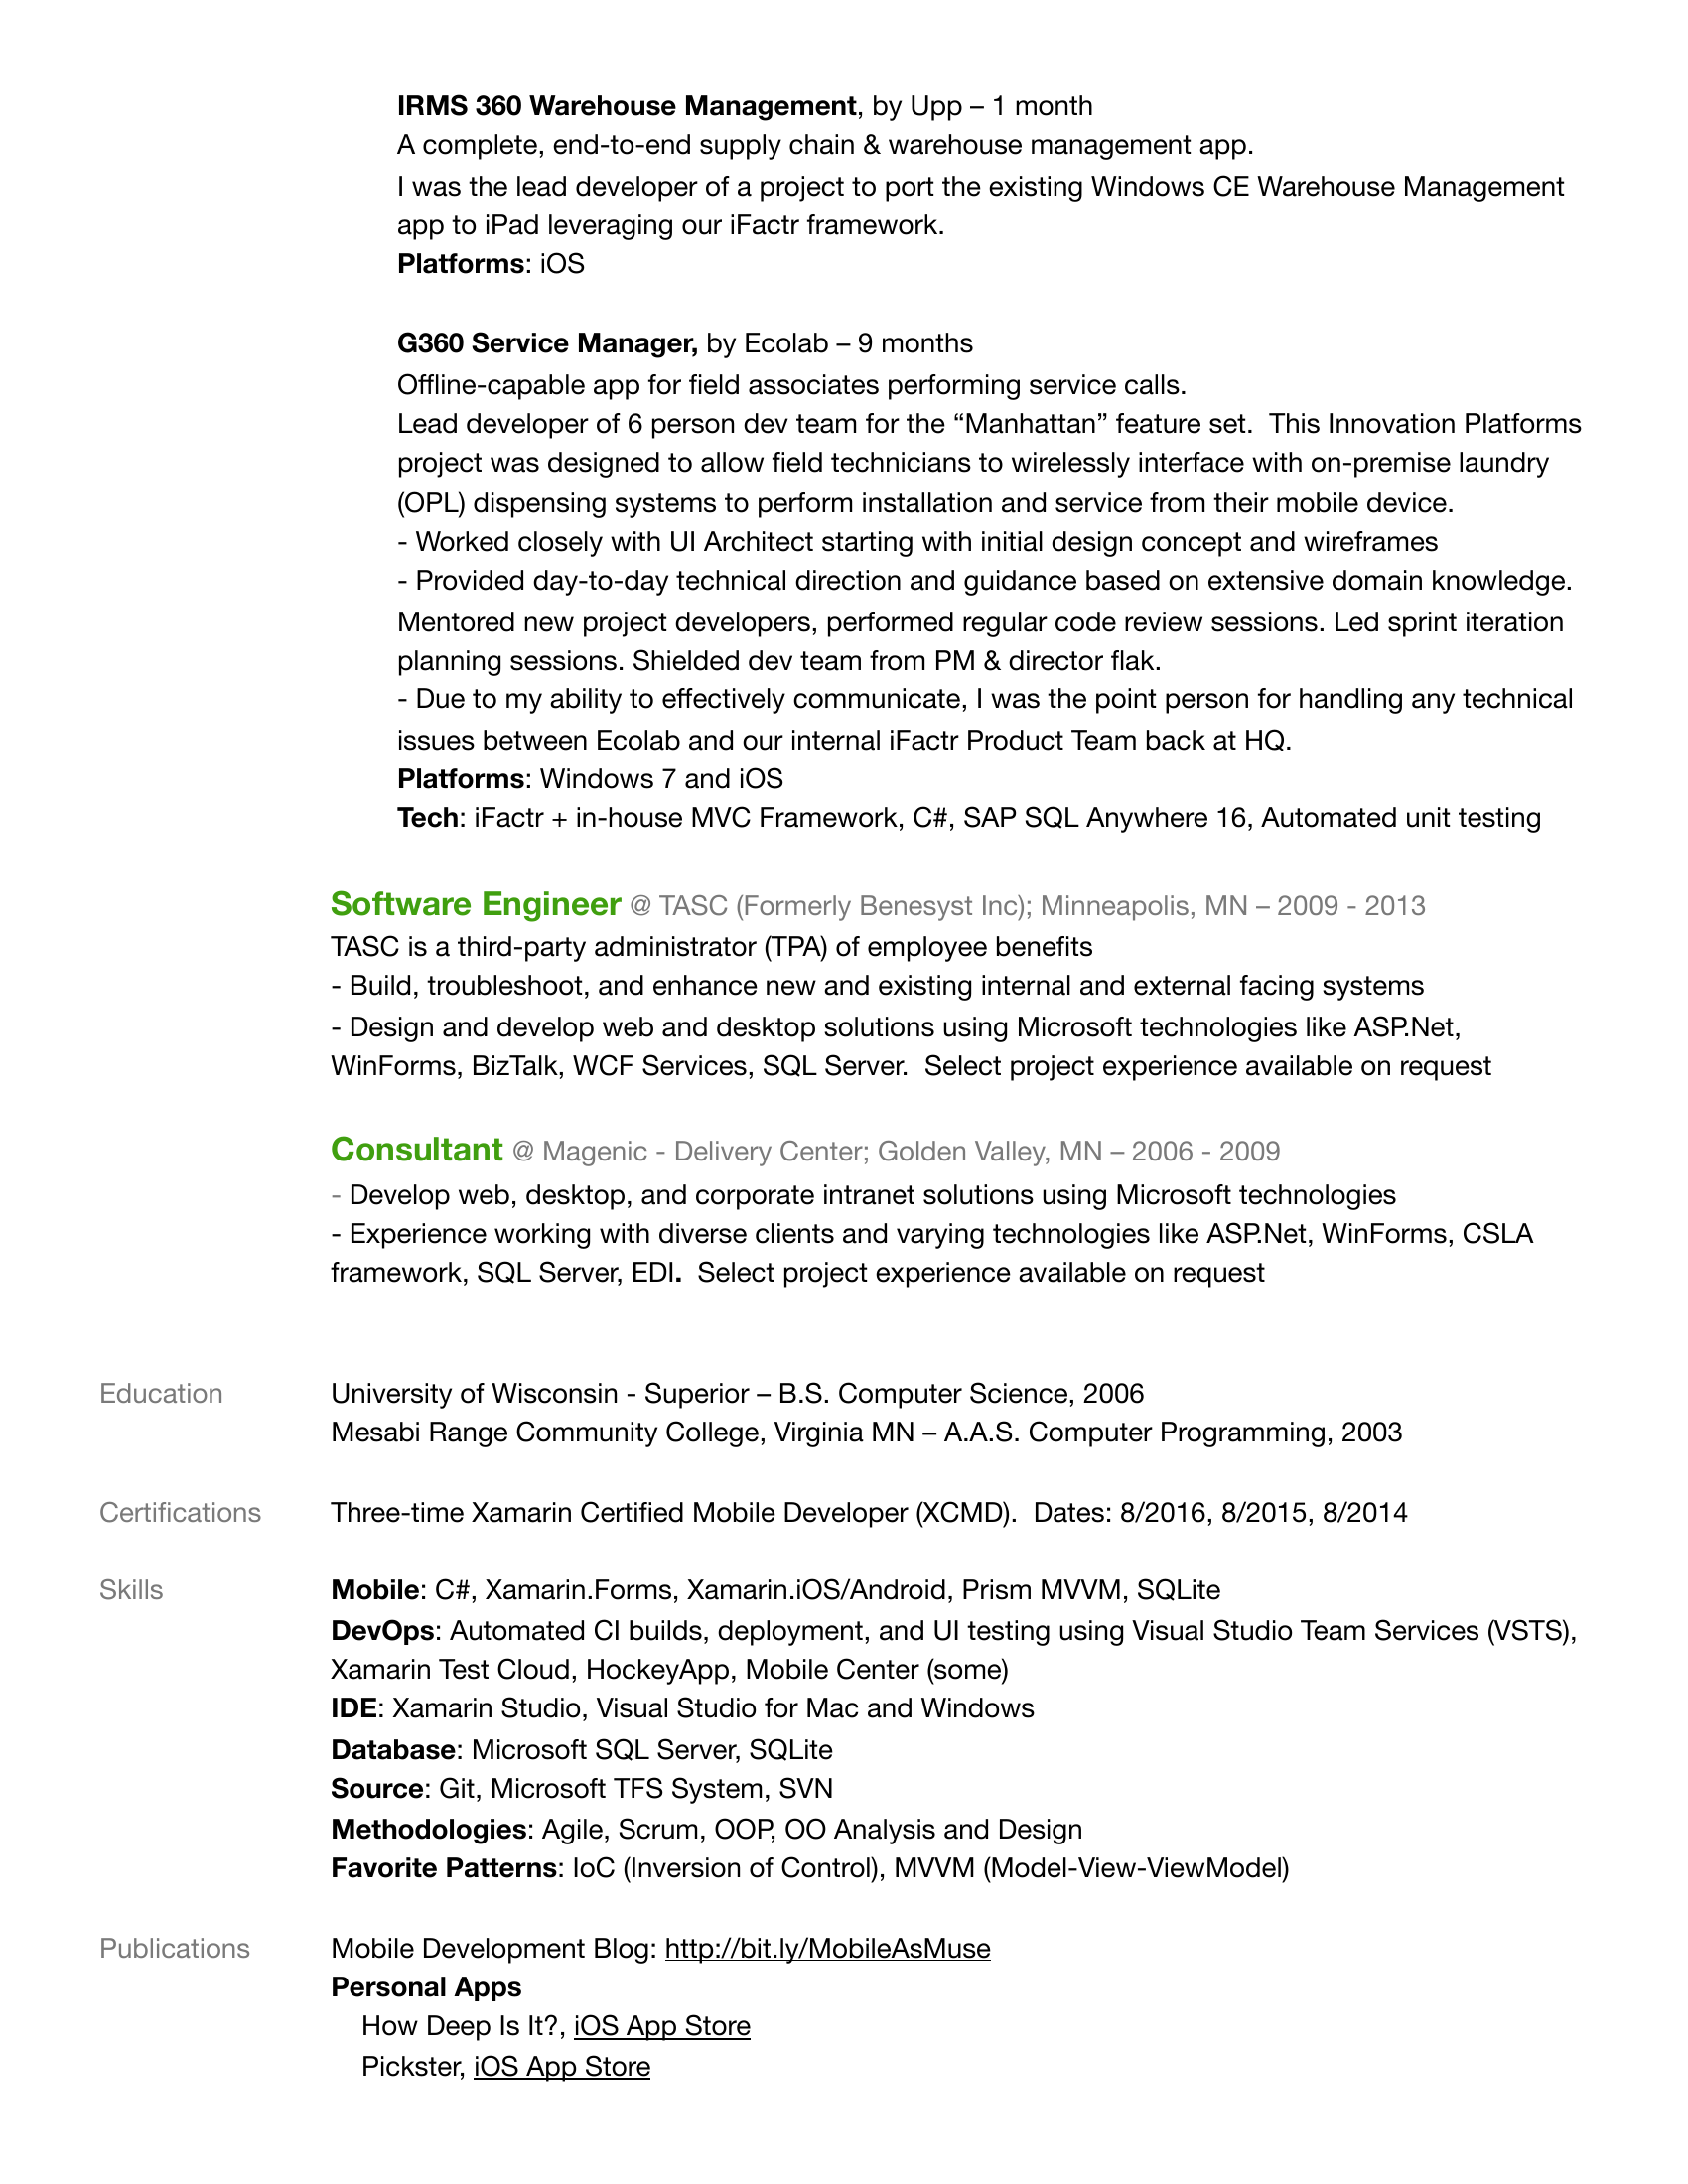 IRMS 360 Warehouse Management, by Upp – 1 month
A complete, end-to-end supply chain & warehouse management app.
I was the lead developer of a project to port the existing Windows CE Warehouse Management
app to iPad leveraging our iFactr framework.
Platforms: iOS
G360 Service Manager, by Ecolab – 9 months
Offline-capable app for field associates performing service calls.
Lead developer of 6 person dev team for the “Manhattan” feature set.  This Innovation Platforms
project was designed to allow field technicians to wirelessly interface with on-premise laundry
(OPL) dispensing systems to perform installation and service from their mobile device.
- Worked closely with UI Architect starting with initial design concept and wireframes
- Provided day-to-day technical direction and guidance based on extensive domain knowledge.
Mentored new project developers, performed regular code review sessions. Led sprint iteration
planning sessions. Shielded dev team from PM & director flak.
- Due to my ability to effectively communicate, I was the point person for handling any technical
issues between Ecolab and our internal iFactr Product Team back at HQ.
Platforms: Windows 7 and iOS
Tech: iFactr + in-house MVC Framework, C#, SAP SQL Anywhere 16, Automated unit testing
Software Engineer @ TASC (Formerly Benesyst Inc); Minneapolis, MN – 2009 - 2013
TASC is a third-party administrator (TPA) of employee benefits
- Build, troubleshoot, and enhance new and existing internal and external facing systems
- Design and develop web and desktop solutions using Microsoft technologies like ASP.Net,
WinForms, BizTalk, WCF Services, SQL Server.  Select project experience available on request
Consultant @ Magenic - Delivery Center; Golden Valley, MN – 2006 - 2009
- Develop web, desktop, and corporate intranet solutions using Microsoft technologies
- Experience working with diverse clients and varying technologies like ASP.Net, WinForms, CSLA
framework, SQL Server, EDI.  Select project experience available on request
Education University of Wisconsin - Superior – B.S. Computer Science, 2006
Mesabi Range Community College, Virginia MN – A.A.S. Computer Programming, 2003
Certifications Three-time Xamarin Certified Mobile Developer (XCMD).  Dates: 8/2016, 8/2015, 8/2014
Skills Mobile: C#, Xamarin.Forms, Xamarin.iOS/Android, Prism MVVM, SQLite
DevOps: Automated CI builds, deployment, and UI testing using Visual Studio Team Services (VSTS),
Xamarin Test Cloud, HockeyApp, Mobile Center (some)
IDE: Xamarin Studio, Visual Studio for Mac and Windows
Database: Microsoft SQL Server, SQLite
Source: Git, Microsoft TFS System, SVN
Methodologies: Agile, Scrum, OOP, OO Analysis and Design
Favorite Patterns: IoC (Inversion of Control), MVVM (Model-View-ViewModel)
Publications Mobile Development Blog: http://bit.ly/MobileAsMuse
Personal Apps
How Deep Is It?, iOS App Store
Pickster, iOS App Store